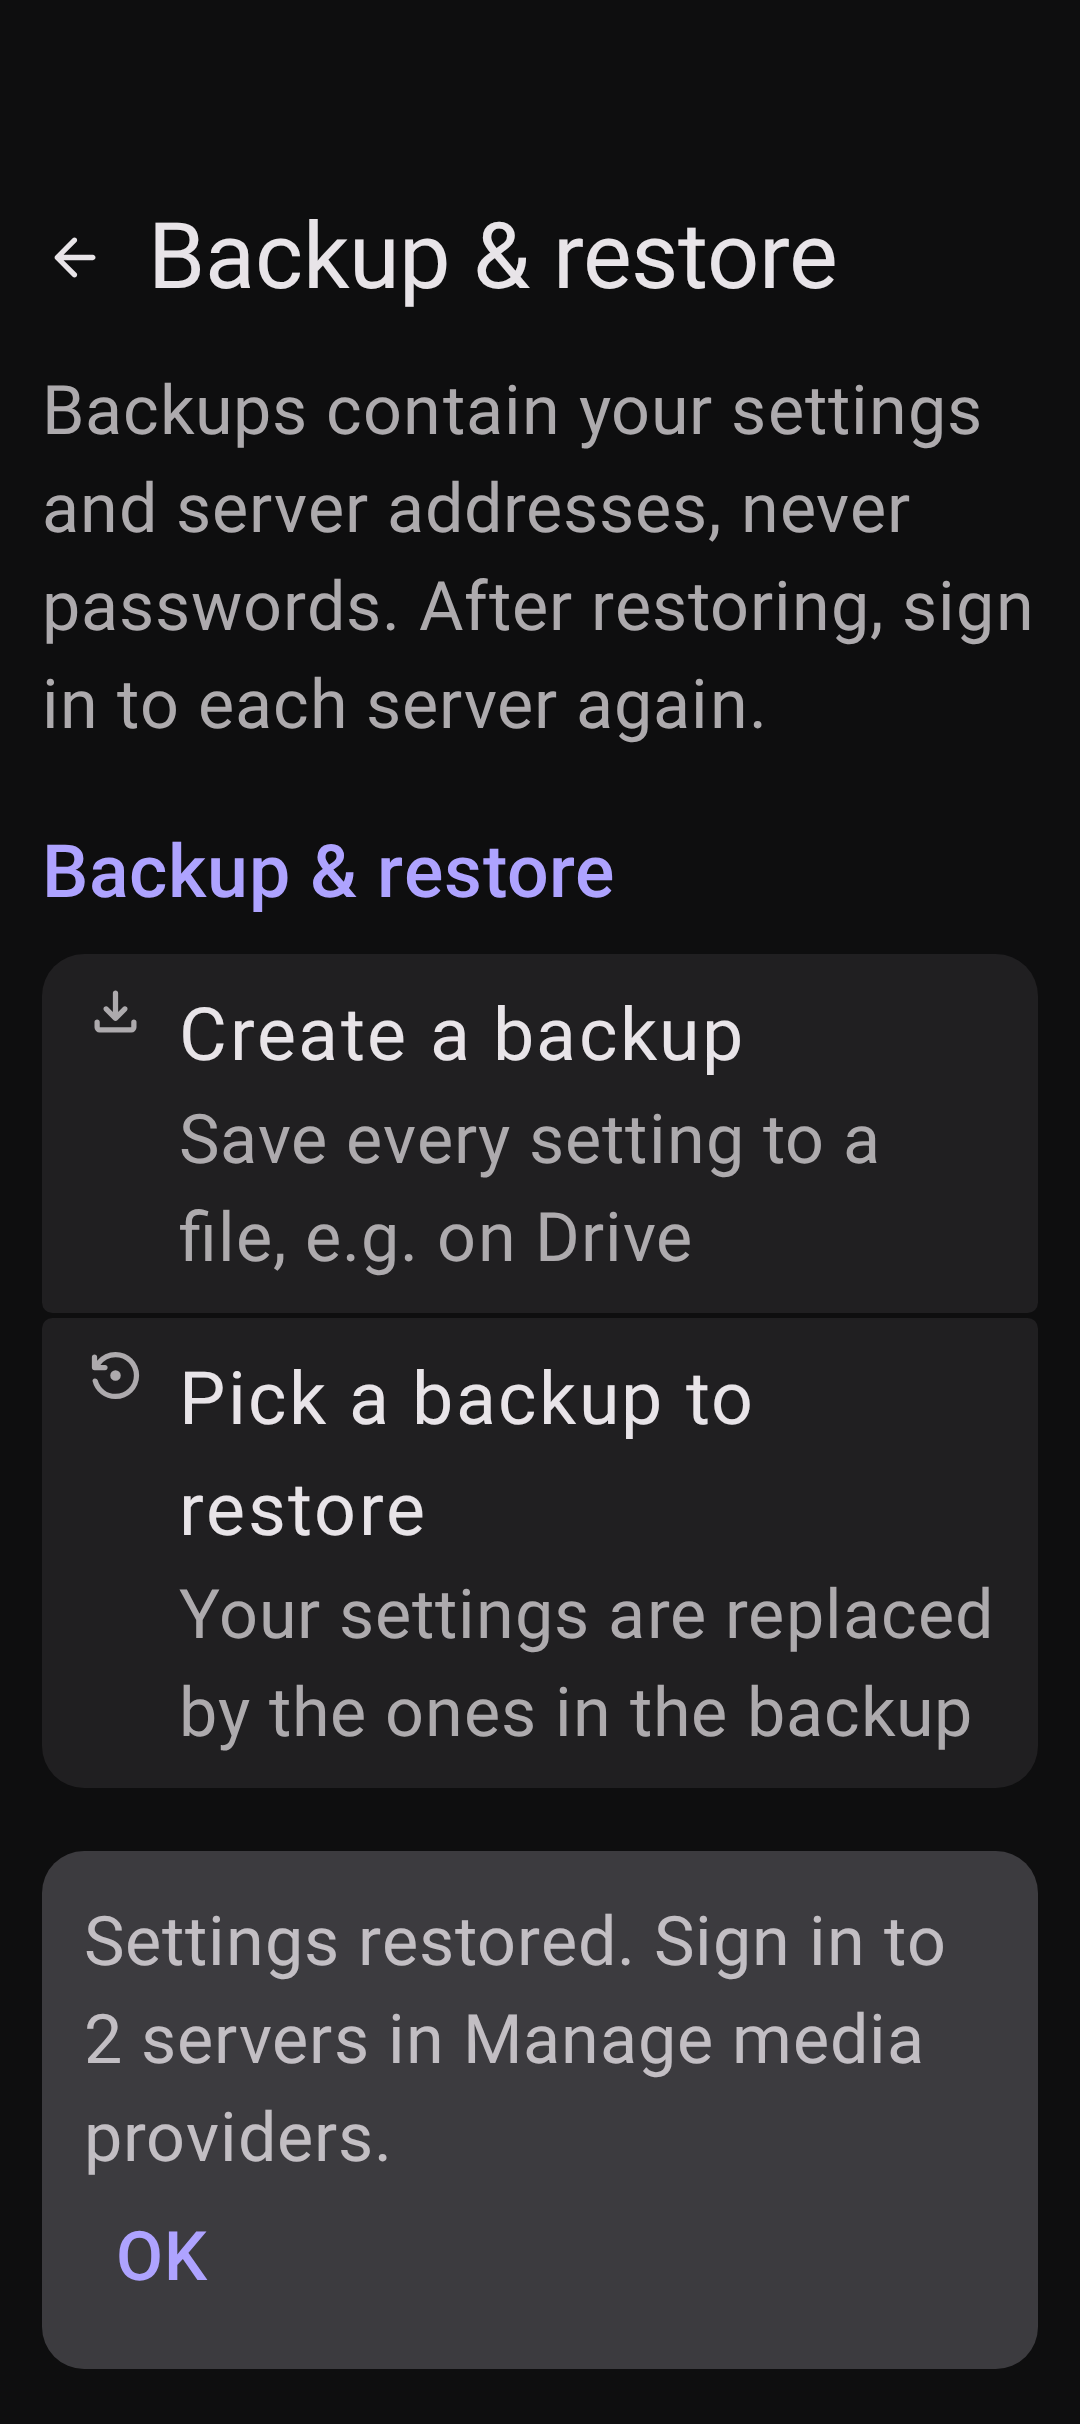 Backup & restore
Backups contain your settings
and server addresses, never
passwords. After restoring, sign
in to each server again.
Backup & restore
Create a backup
Save every setting to a
file, e.g. on Drive
Pick a backup to
restore
Your settings are replaced
by the ones in the backup
Settings restored. Sign in to
2 servers in Manage media
providers.
OK